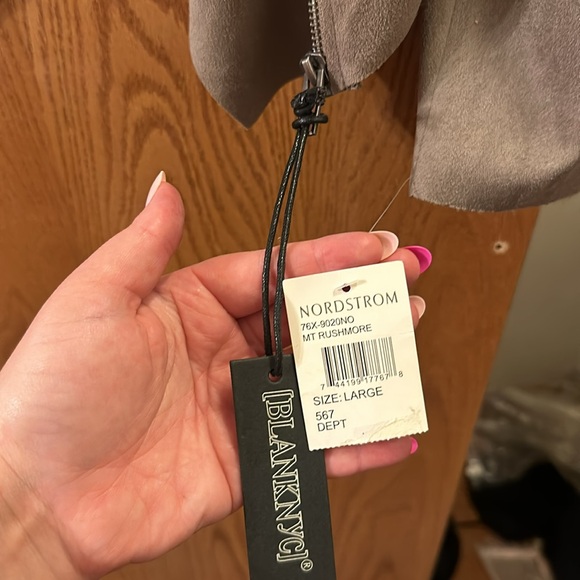 NORDSTROM
76X-9020NO
MT RUSHMORE
7 44199 17767 8
SIZE: LARGE
567
DEPT
[BLANKNYC]®